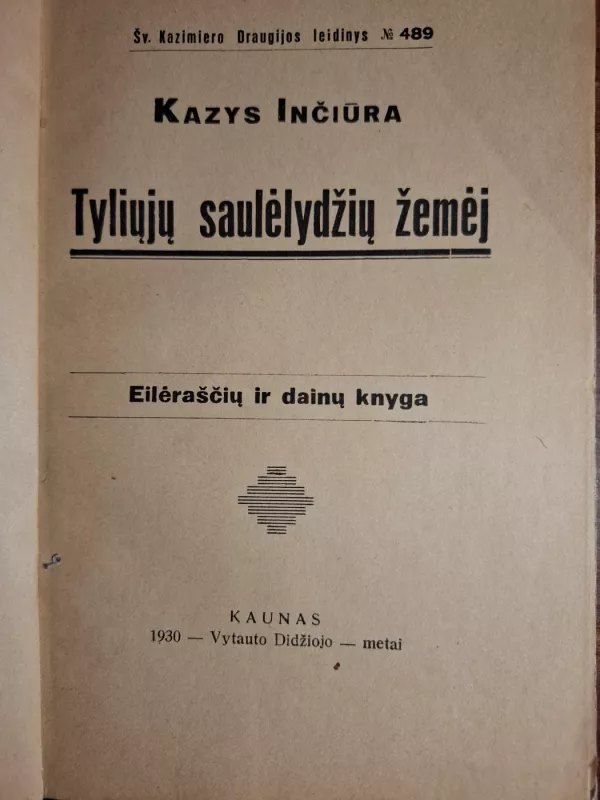 Šv. Kazimiero Draugijos leidinys № 489
KAZYS INČIŪRA
Tyliųjų saulėlydžių žemėj
Eilėraščių ir dainų knyga
KAUNAS
1930 — Vytauto Didžiojo — metai